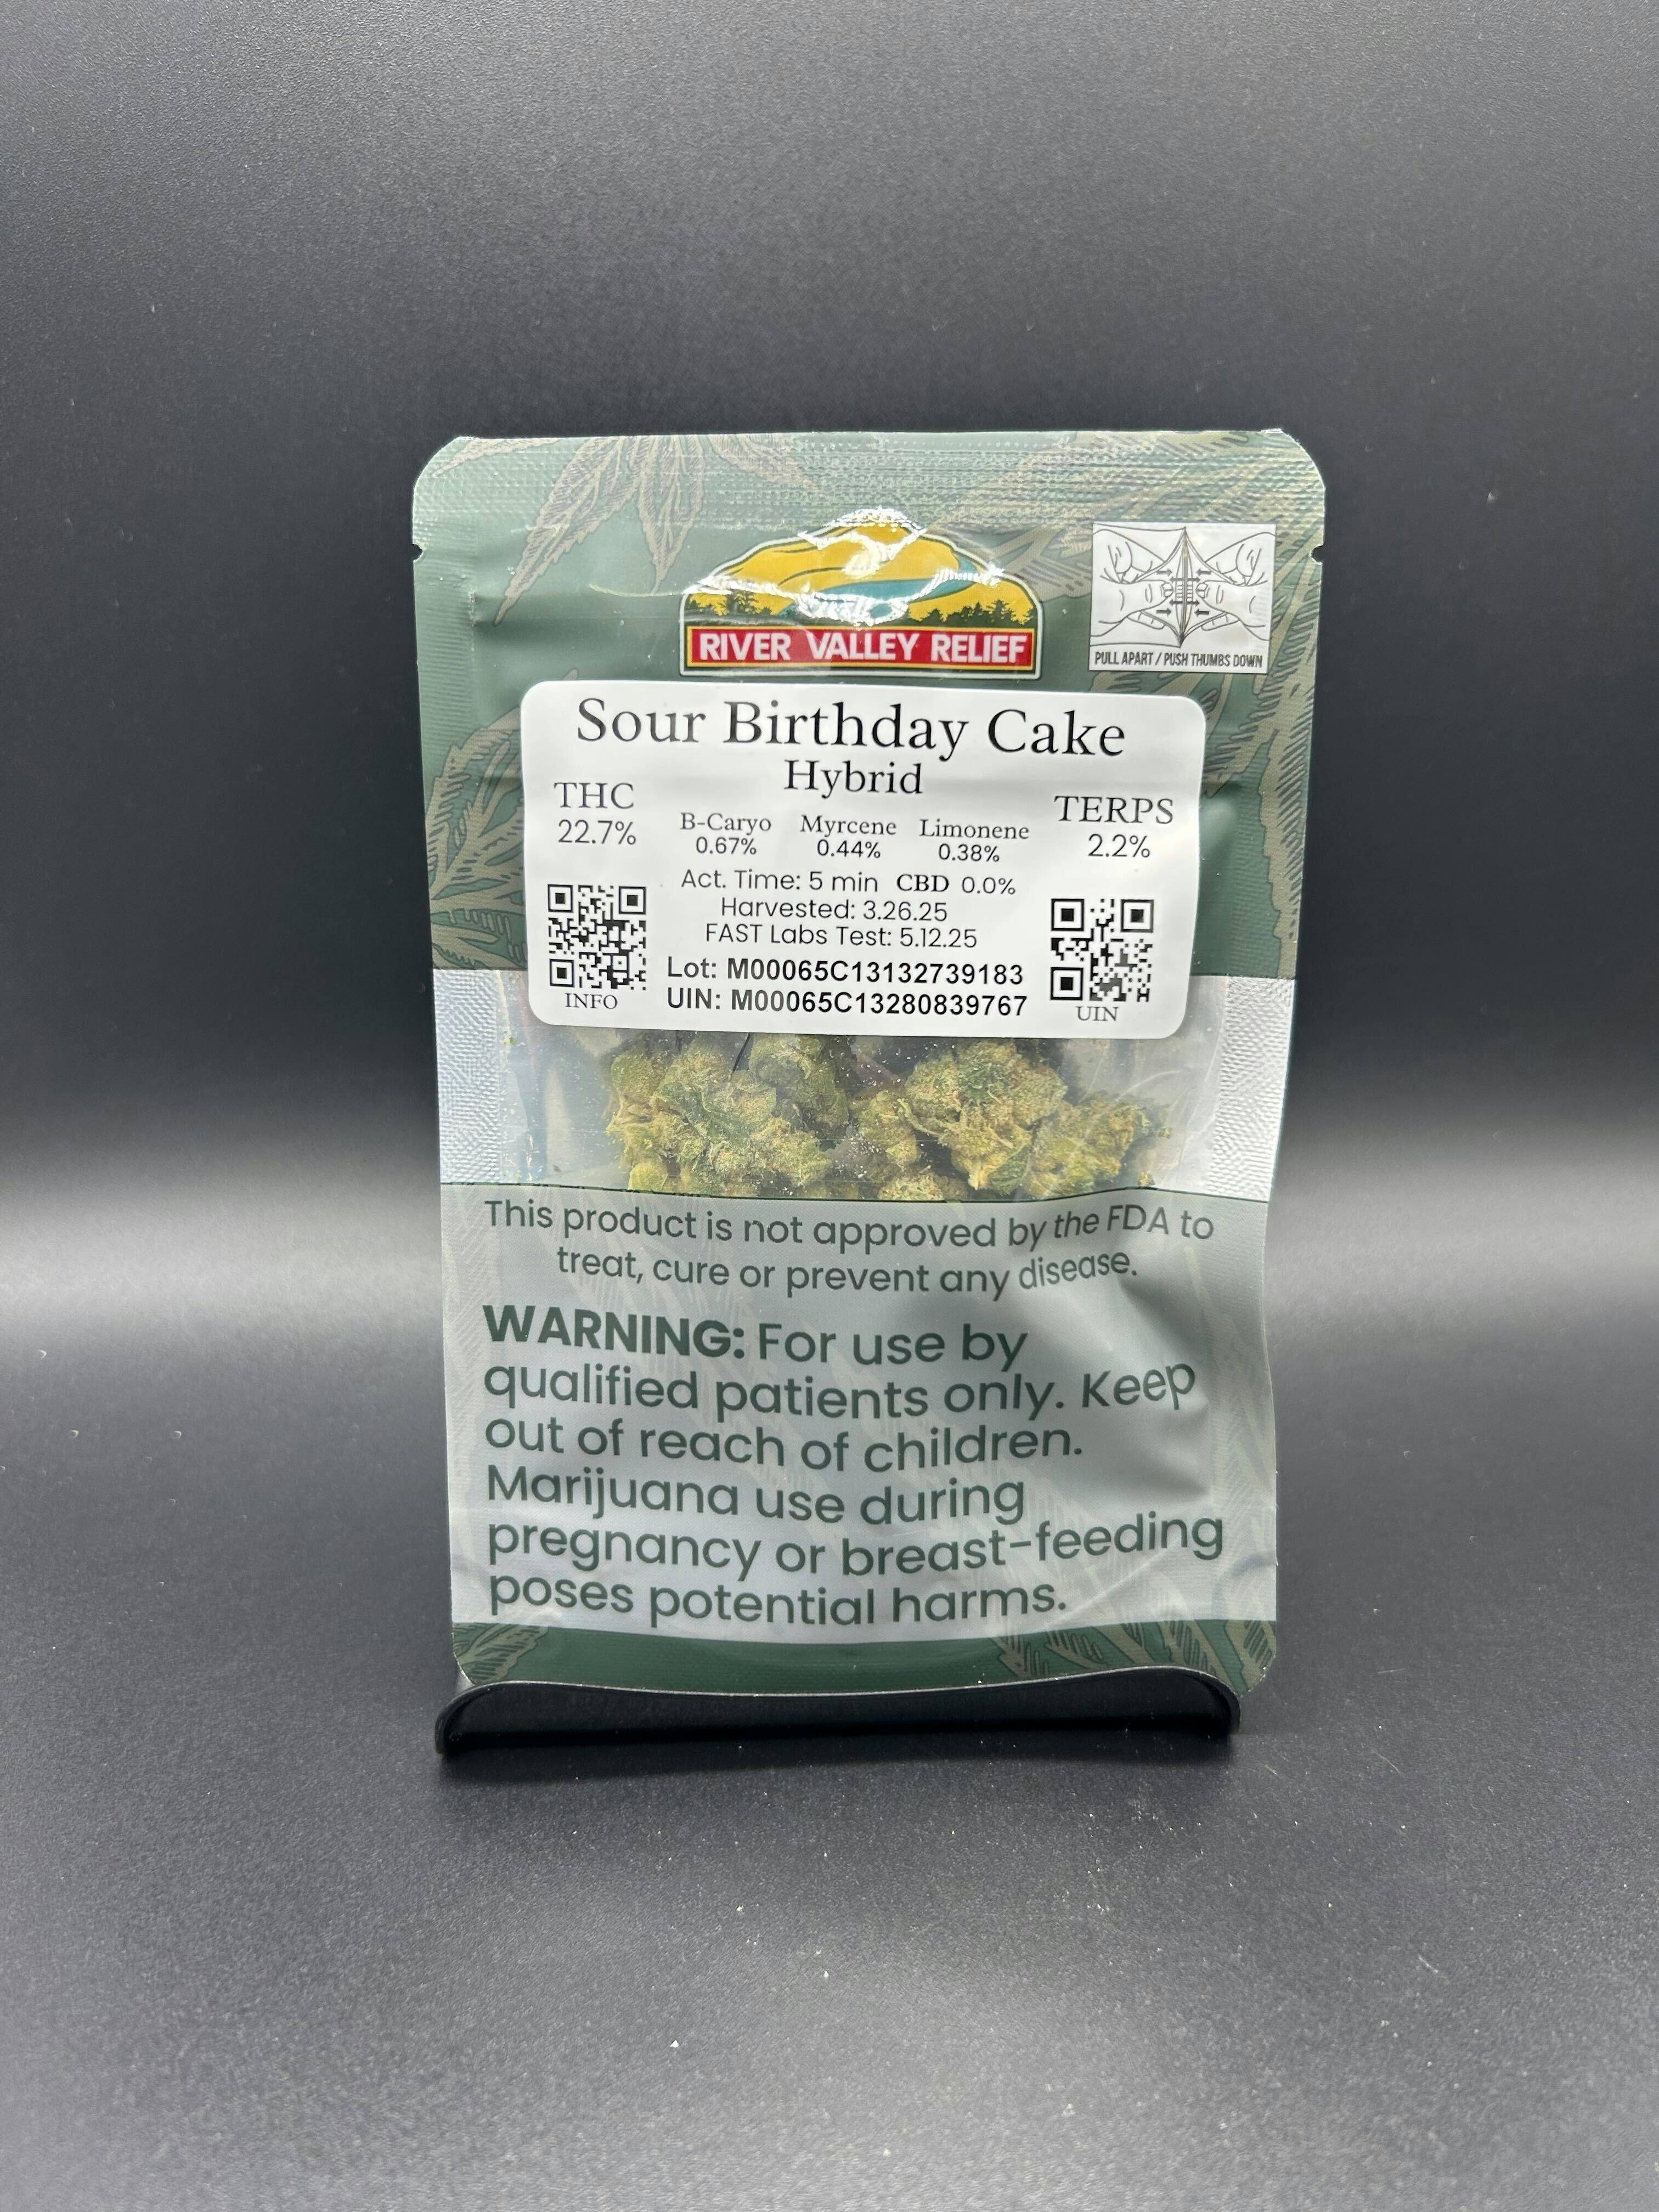 RIVER VALLEY RELIEF
PULL APART / PUSH THUMBS DOWN
Sour Birthday Cake
Hybrid
THC
22.7%
B-Caryo Myrcene Limonene
0.67% 0.44% 0.38%
TERPS
2.2%
Act. Time: 5 min CBD 0.0%
Harvested: 3.26.25
FAST Labs Test: 5.12.25
Lot: M00065C13132739183
UIN: M00065C13280839767
INFO
UIN
This product is not approved by the FDA to
treat, cure or prevent any disease.
WARNING: For use by
qualified patients only. Keep
out of reach of children.
Marijuana use during
pregnancy or breast-feeding
poses potential harms.